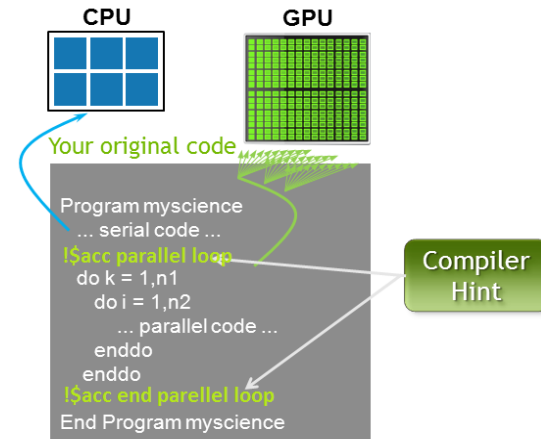 CPU
GPU
Your original code
Program myscience
... serial code ...
!$acc parallel loop
do k = 1,n1
do i = 1,n2
... parallel code ...
enddo
enddo
!$acc end parellel loop
End Program myscience
Compiler
Hint